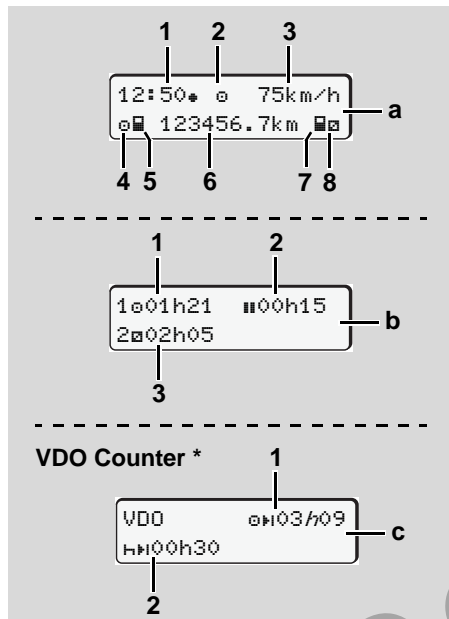 1 2 3
12:50● ⊙ 75km/h
a
⊙ 123456.7km
4 5 6 7 8
1 2
1⊙01h21 00h15
b
2⧄02h05
3
VDO Counter *
1
VDO ⊙03h09
c
00h30
2